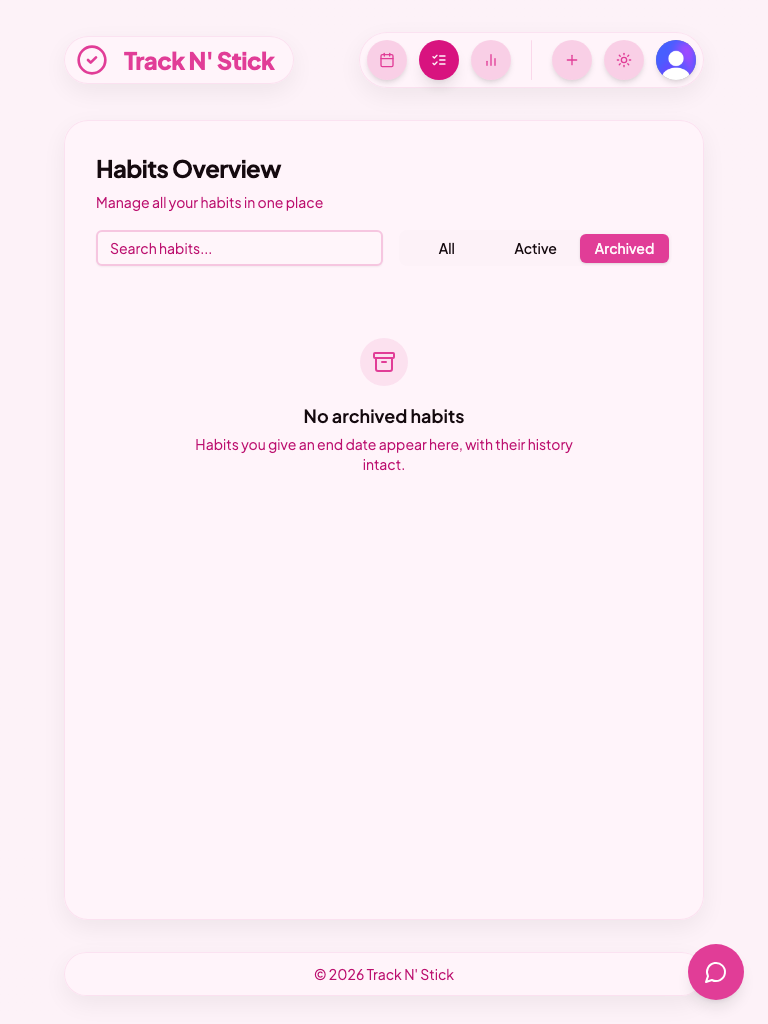 Track N' Stick
Habits Overview
Manage all your habits in one place
Search habits...
All
Active
Archived
No archived habits
Habits you give an end date appear here, with their history
intact.
© 2026 Track N' Stick